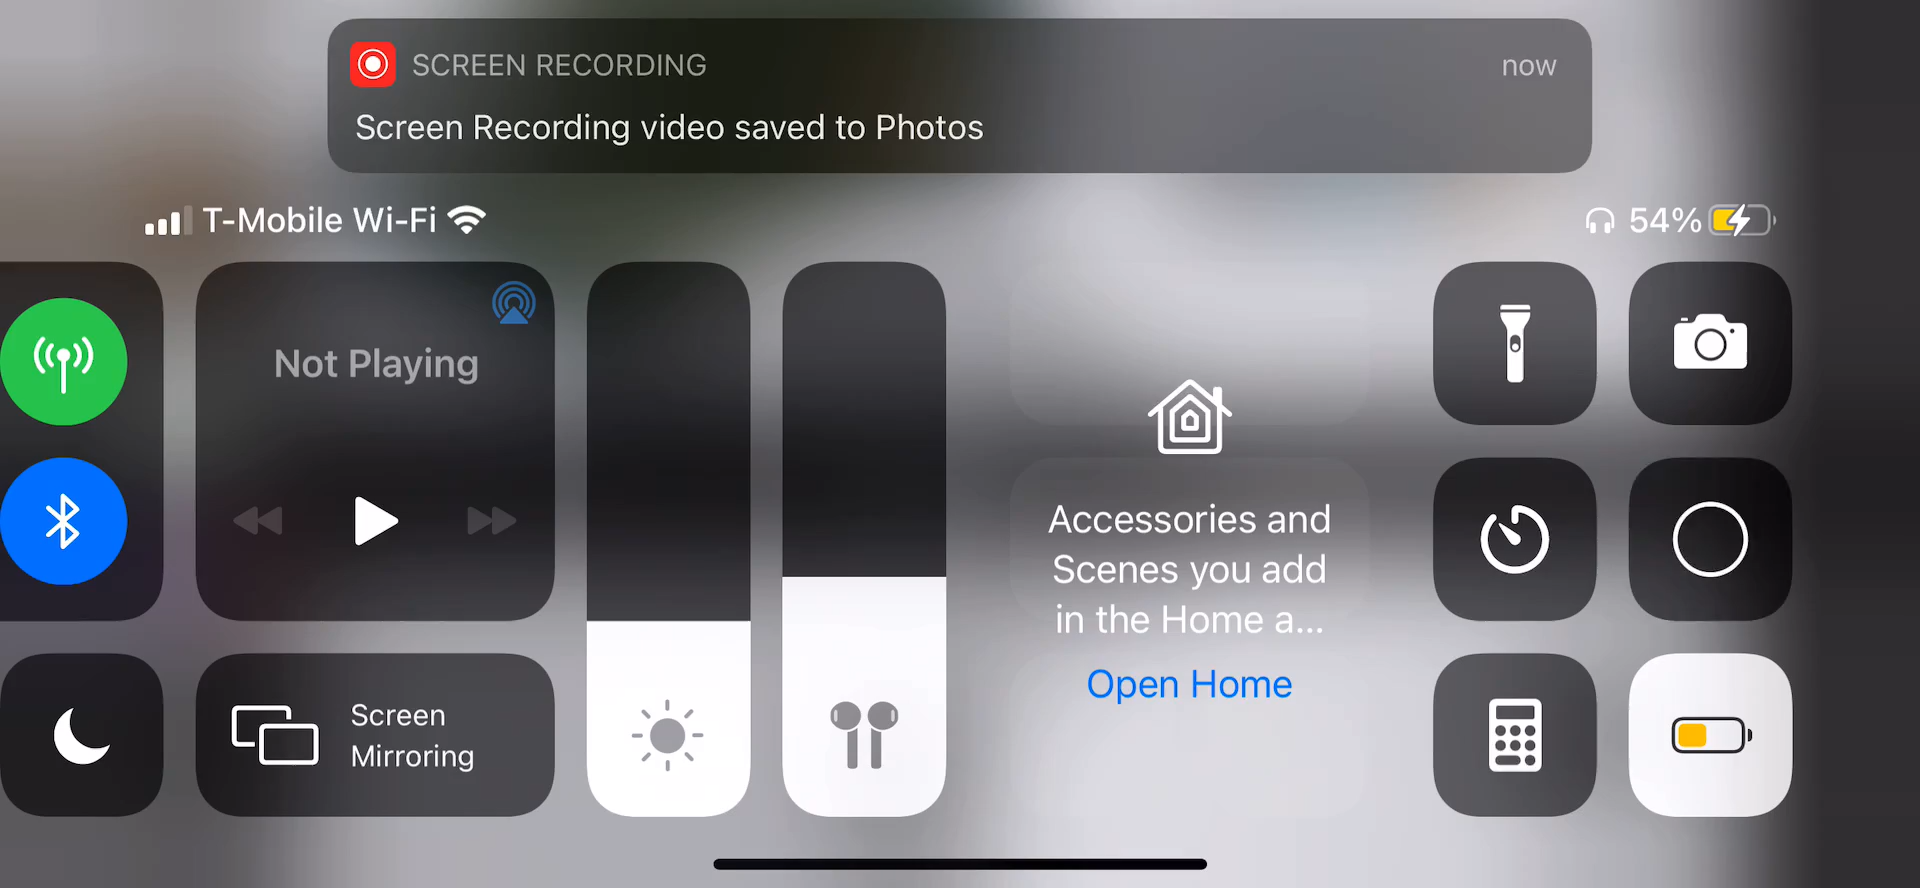 SCREEN RECORDING
now
Screen Recording video saved to Photos
T-Mobile Wi-Fi
54%
Not Playing
Accessories and
Scenes you add
in the Home a...
Open Home
Screen
Mirroring